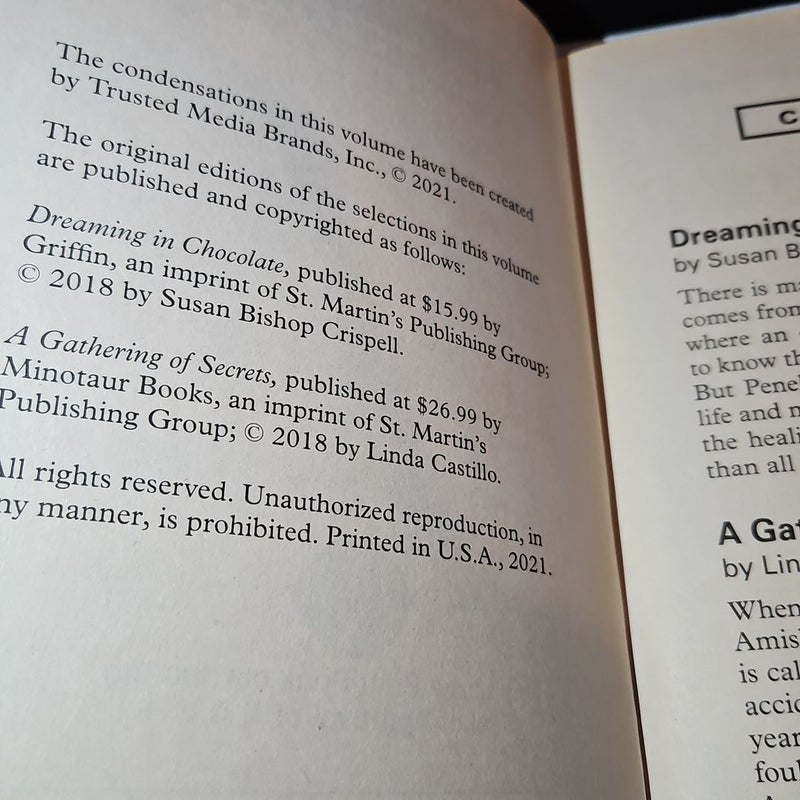 The condensations in this volume have been created
by Trusted Media Brands, Inc., © 2021.
The original editions of the selections in this volume
are published and copyrighted as follows:
Dreaming in Chocolate, published at $15.99 by
Griffin, an imprint of St. Martin's Publishing Group;
© 2018 by Susan Bishop Crispell.
A Gathering of Secrets, published at $26.99 by
Minotaur Books, an imprint of St. Martin's
Publishing Group; © 2018 by Linda Castillo.
All rights reserved. Unauthorized reproduction, in
ny manner, is prohibited. Printed in U.S.A., 2021.
C
Dreaming
by Susan B
There is ma
comes from
where an
to know th
But Pene
life and n
the heali
than all
A Ga
by Lin
When
Amis
is cal
accid
year
foul